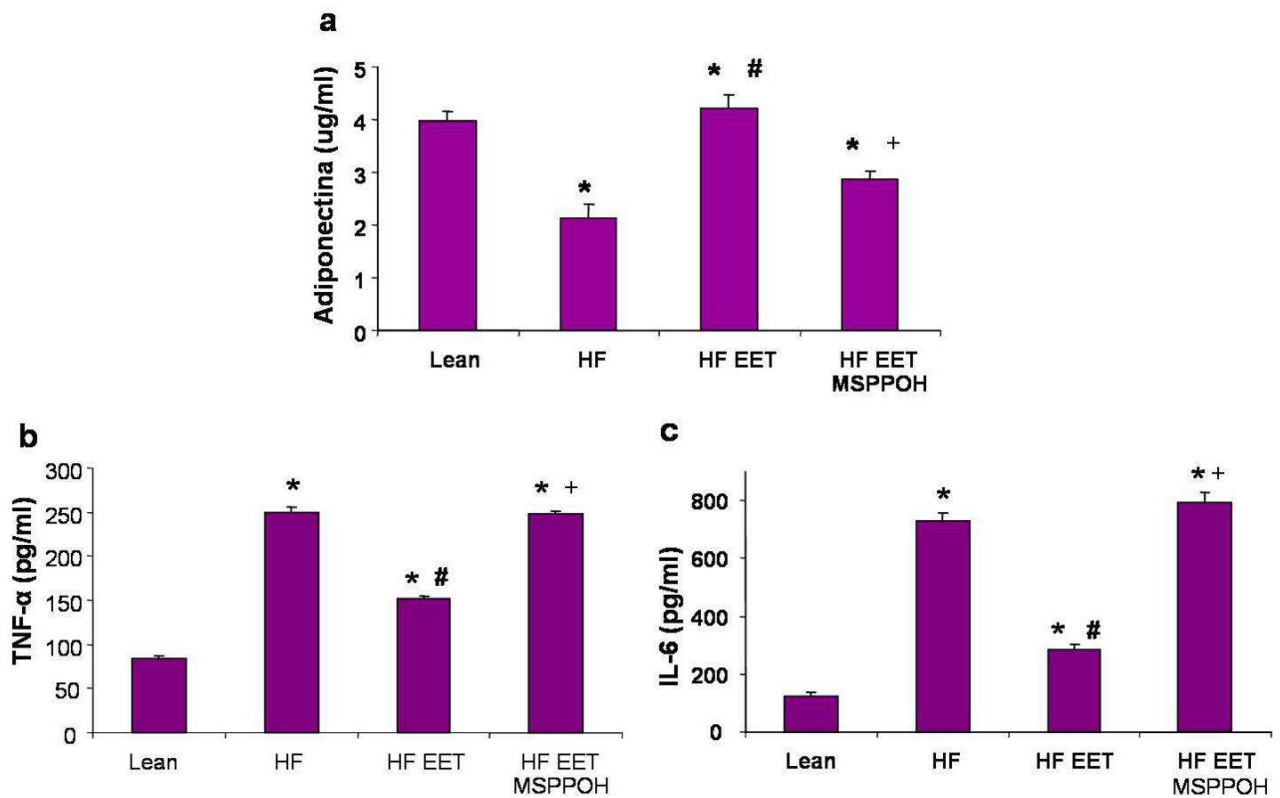 a
Adiponectina (ug/ml)
5
4
3
2
1
0
*
* #
* +
Lean
HF
HF EET
HF EET
MSPPOH
b
TNF-α (pg/ml)
300
250
200
150
100
50
0
*
* #
* +
Lean
HF
HF EET
HF EET
MSPPOH
c
IL-6 (pg/ml)
800
600
400
200
0
*
* #
* +
Lean
HF
HF EET
HF EET
MSPPOH